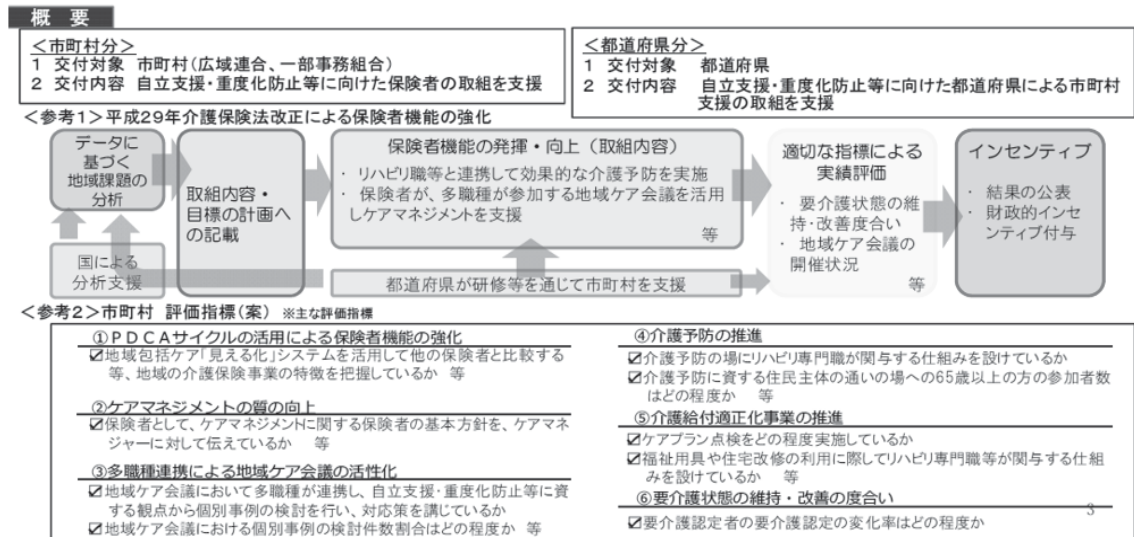 概 要
＜市町村分＞
1 交付対象 市町村（広域連合、一部事務組合）
2 交付内容 自立支援・重度化防止等に向けた保険者の取組を支援
＜都道府県分＞
1 交付対象 都道府県
2 交付内容 自立支援・重度化防止等に向けた都道府県による市町村
支援の取組を支援
＜参考1＞平成29年介護保険法改正による保険者機能の強化
データに
基づく
地域課題の
分析
国による
分析支援
取組内容・
目標の計画へ
の記載
保険者機能の発揮・向上（取組内容）
・ リハビリ職等と連携して効果的な介護予防を実施
・ 保険者が、多職種が参加する地域ケア会議を活用
しケアマネジメントを支援
等
都道府県が研修等を通じて市町村を支援
適切な指標による
実績評価
・ 要介護状態の維
持・改善度合い
・ 地域ケア会議の
開催状況
等
インセンティブ
・ 結果の公表
・ 財政的インセ
ンティブ付与
＜参考2＞市町村 評価指標（案） ※主な評価指標
①ＰＤＣＡサイクルの活用による保険者機能の強化
☑地域包括ケア「見える化」システムを活用して他の保険者と比較する
等、地域の介護保険事業の特徴を把握しているか 等
②ケアマネジメントの質の向上
☑保険者として、ケアマネジメントに関する保険者の基本方針を、ケアマネ
ジャーに対して伝えているか 等
③多職種連携による地域ケア会議の活性化
☑地域ケア会議において多職種が連携し、自立支援・重度化防止等に資
する観点から個別事例の検討を行い、対応策を講じているか
☑地域ケア会議における個別事例の検討件数割合はどの程度か 等
④介護予防の推進
☑介護予防の場にリハビリ専門職が関与する仕組みを設けているか
☑介護予防に資する住民主体の通いの場への65歳以上の方の参加者数
はどの程度か 等
⑤介護給付適正化事業の推進
☑ケアプラン点検をどの程度実施しているか
☑福祉用具や住宅改修の利用に際してリハビリ専門職等が関与する仕組
みを設けているか 等
⑥要介護状態の維持・改善の度合い
☑要介護認定者の要介護認定の変化率はどの程度か
3